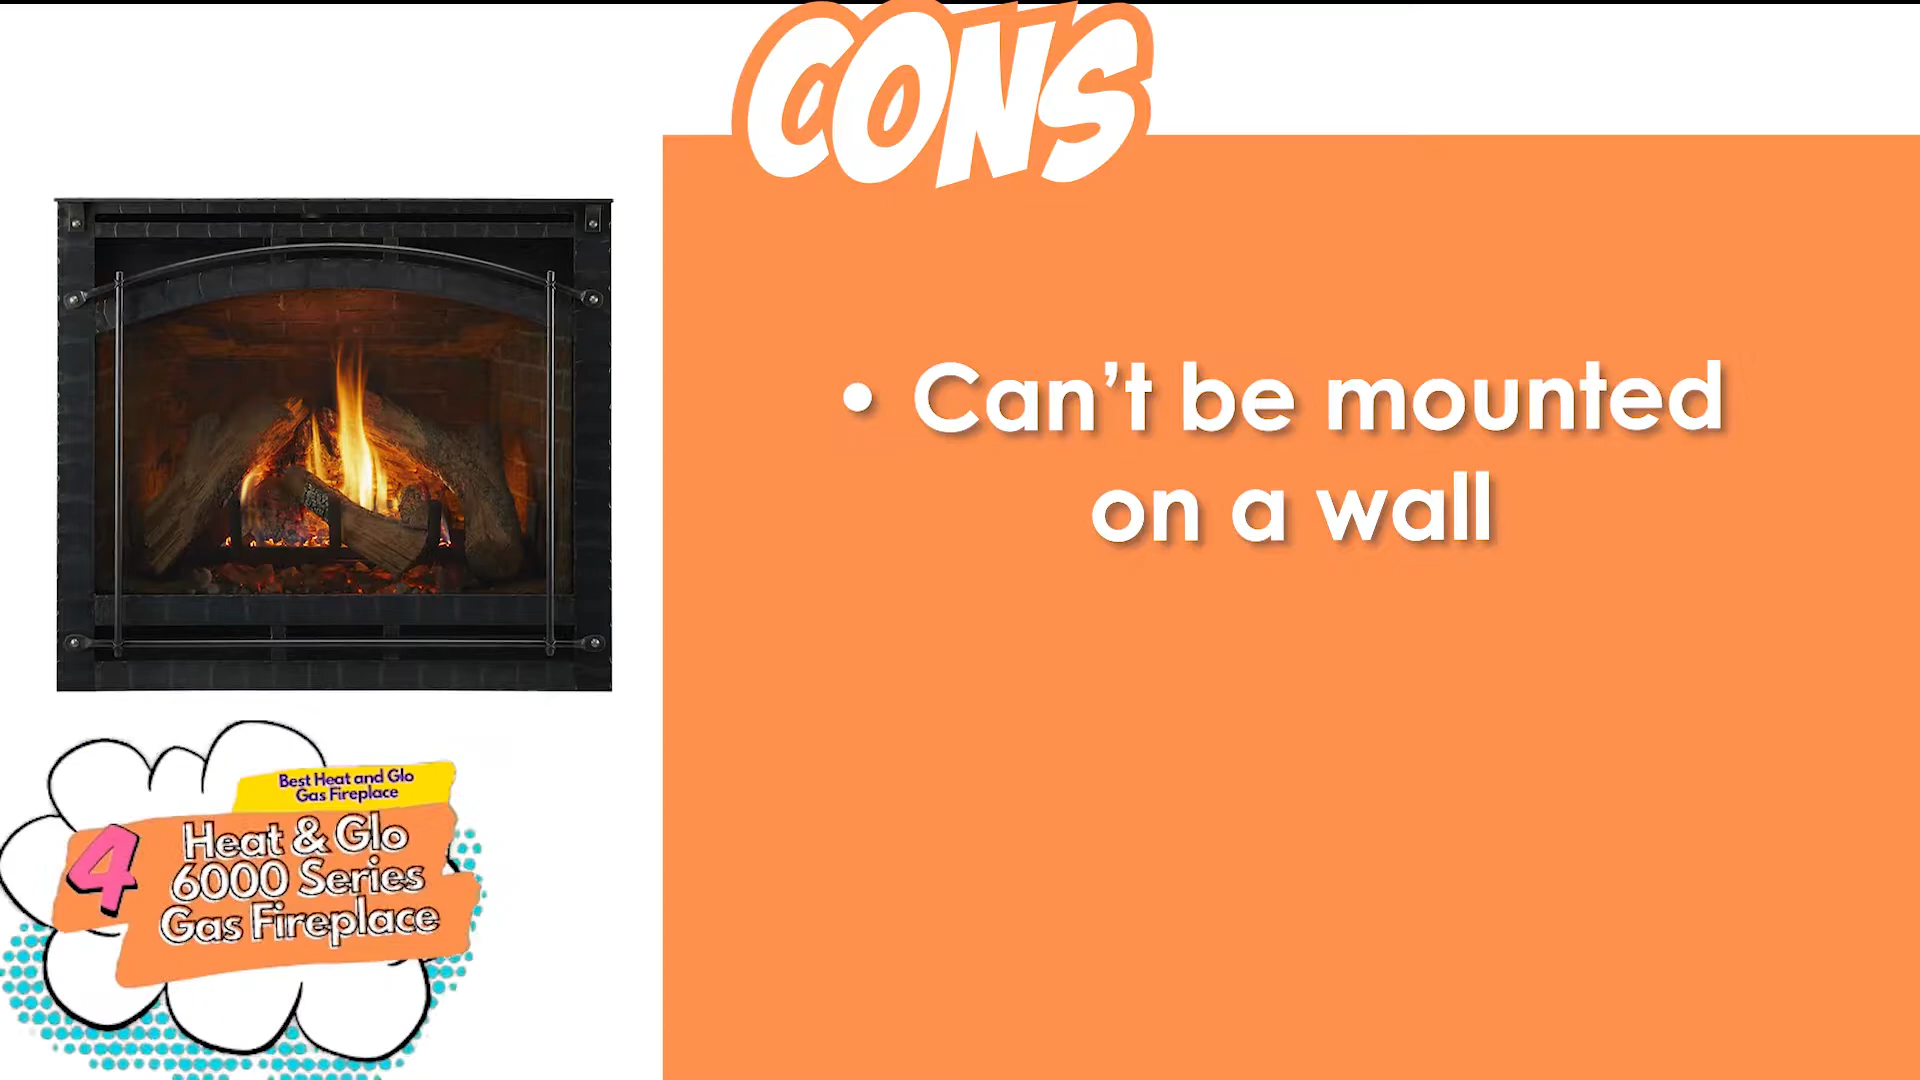 CONS
• Can’t be mounted
on a wall
Best Heat and Glo
Gas Fireplace
4
Heat & Glo
6000 Series
Gas Fireplace